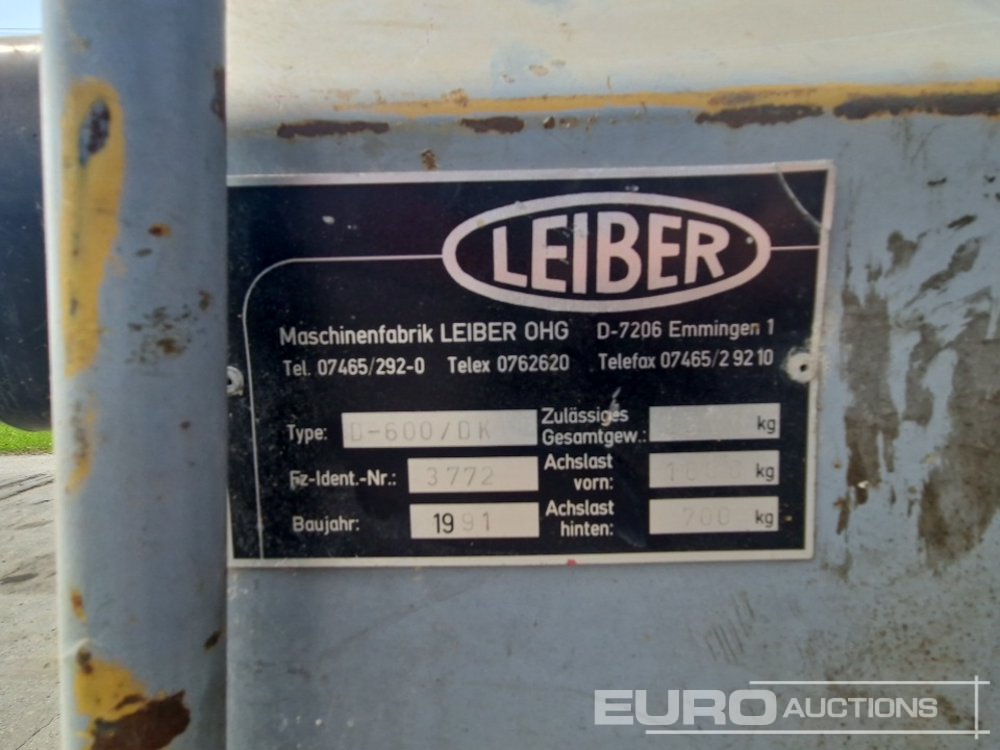 LEIBER
Maschinenfabrik LEIBER OHG D-7206 Emmingen 1
Tel. 07465/292-0 Telex 0762620 Telefax 07465/2 92 10
Type: D-600/DK Zulässiges Gesamtgew.: kg
Fz-Ident.-Nr.: 3772 Achslast vorn: kg
Baujahr: 1991 Achslast hinten: 700 kg
EURO AUCTIONS